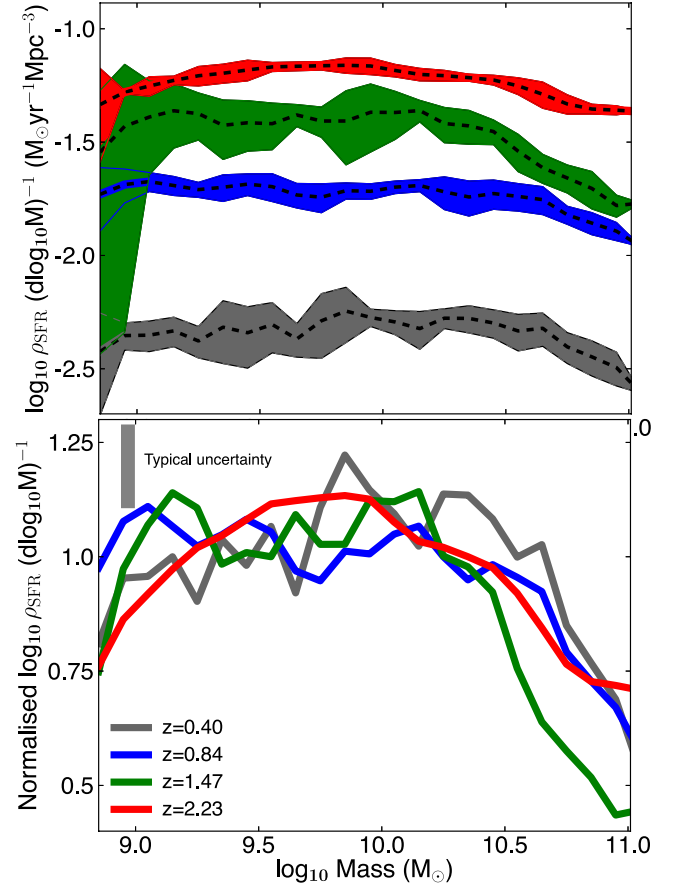 log₁₀ ρSFR (dlog₁₀M)⁻¹ (M⊙yr⁻¹Mpc⁻³)
-1.0
-1.5
-2.0
-2.5
Normalised log₁₀ ρSFR (dlog₁₀M)⁻¹
1.25
1.0
0.75
0.5
.0
Typical uncertainty
z=0.40
z=0.84
z=1.47
z=2.23
9.0 9.5 10.0 10.5 11.0
log₁₀ Mass (M⊙)